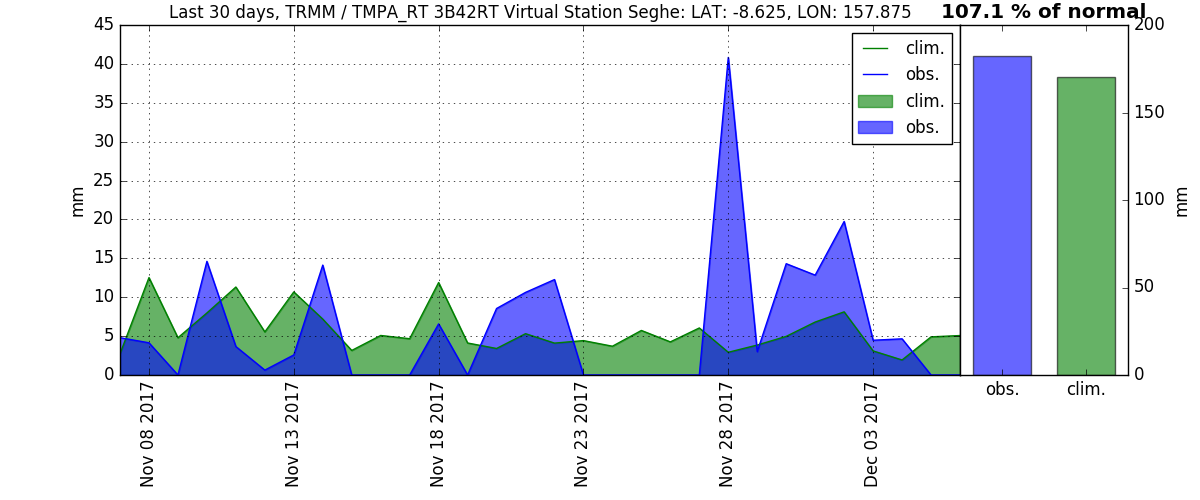 Last 30 days, TRMM / TMPA_RT 3B42RT Virtual Station Seghe: LAT: -8.625, LON: 157.875
107.1 % of normal
45
40
35
30
25
20
15
10
5
0
mm
clim.
obs.
clim.
obs.
Nov 08 2017
Nov 13 2017
Nov 18 2017
Nov 23 2017
Nov 28 2017
Dec 03 2017
200
150
100
50
0
mm
obs.
clim.